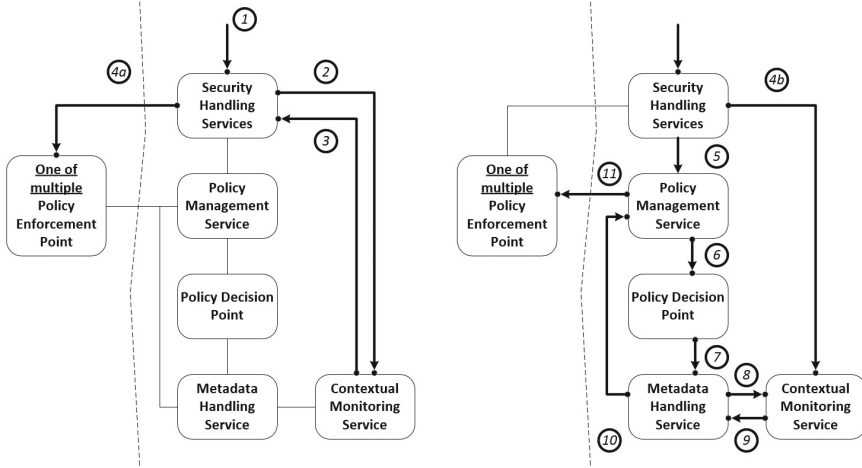 1
4a
2
Security
Handling
Services
3
One of
multiple
Policy
Enforcement
Point
Policy
Management
Service
Policy Decision
Point
Metadata
Handling
Service
Contextual
Monitoring
Service
Security
Handling
Services
4b
5
One of
multiple
Policy
Enforcement
Point
11
Policy
Management
Service
6
Policy Decision
Point
7
Metadata
Handling
Service
8
Contextual
Monitoring
Service
10
9